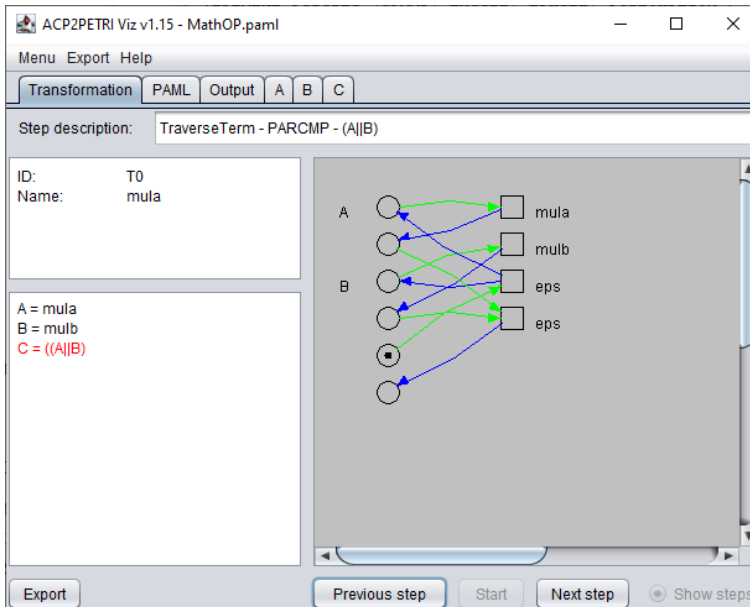 ACP2PETRI Viz v1.15 - MathOP.paml
Menu Export Help
Transformation PAML Output A B C
Step description: TraverseTerm - PARCMP - (A||B)
ID: T0
Name: mula
A = mula
B = mulb
C = ((A||B)
A mula
mulb
B eps
eps
Export Previous step Start Next step Show steps